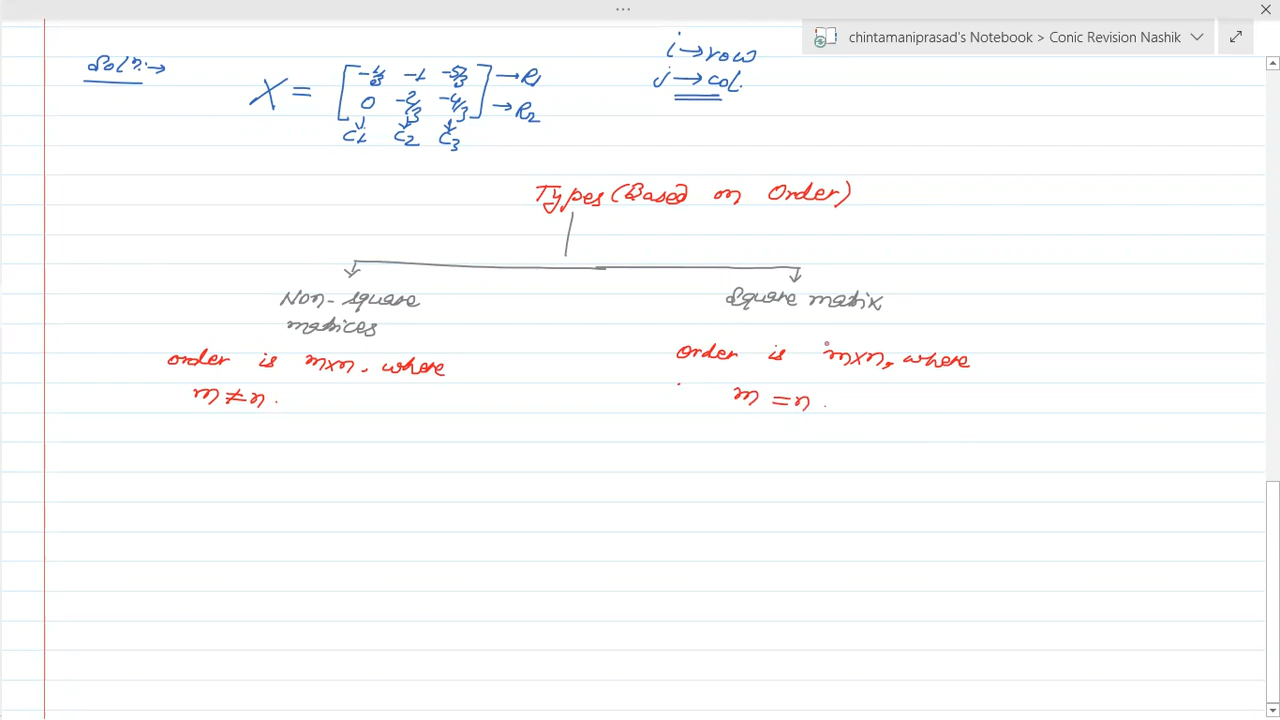 ...
chintamaniprasad's Notebook > Conic Revision Nashik
i → row
j → col.
Soln: →
X = [ -1/3 -1 -5/3 ] → R1
[ 0 -2/3 -4/3 ] → R2
C1 C2 C3
Types (Based on Order)
Non-square
matrices
Square matrix
order is m×n, where
m ≠ n.
order is m×n, where
m = n.